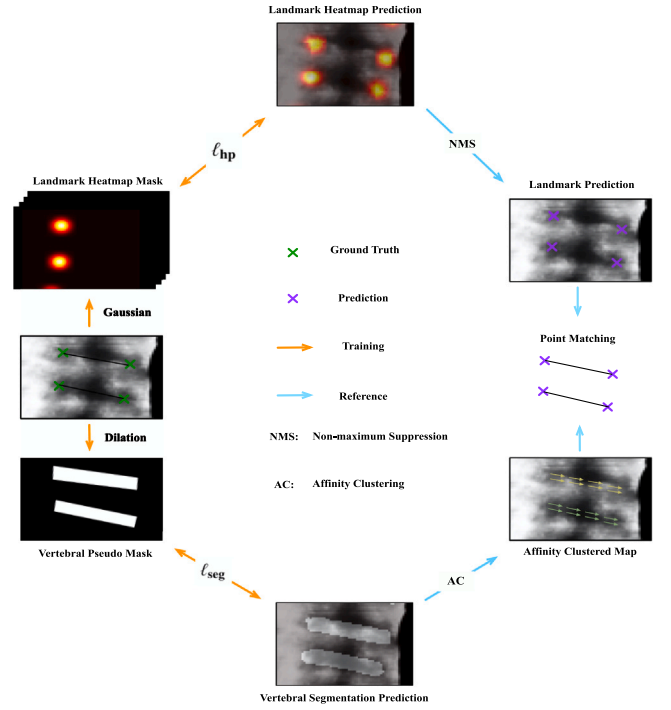 Landmark Heatmap Prediction
ℓhp
NMS
Landmark Heatmap Mask
Landmark Prediction
Ground Truth
Prediction
Gaussian
Training
Point Matching
Reference
Dilation
NMS: Non-maximum Suppression
AC: Affinity Clustering
Vertebral Pseudo Mask
Affinity Clustered Map
ℓseg
AC
Vertebral Segmentation Prediction